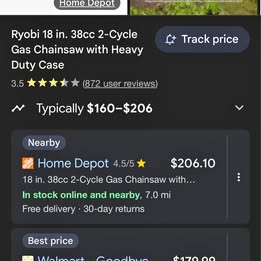 Home Depot
Ryobi 18 in. 38cc 2-Cycle
Gas Chainsaw with Heavy
Duty Case
Track price
3.5 (872 user reviews)
Typically $160–$206
Nearby
Home Depot 4.5/5 $206.10
18 in. 38cc 2-Cycle Gas Chainsaw with...
In stock online and nearby, 7.0 mi
Free delivery · 30-day returns
Best price
Walmart - Goodbye $179.99